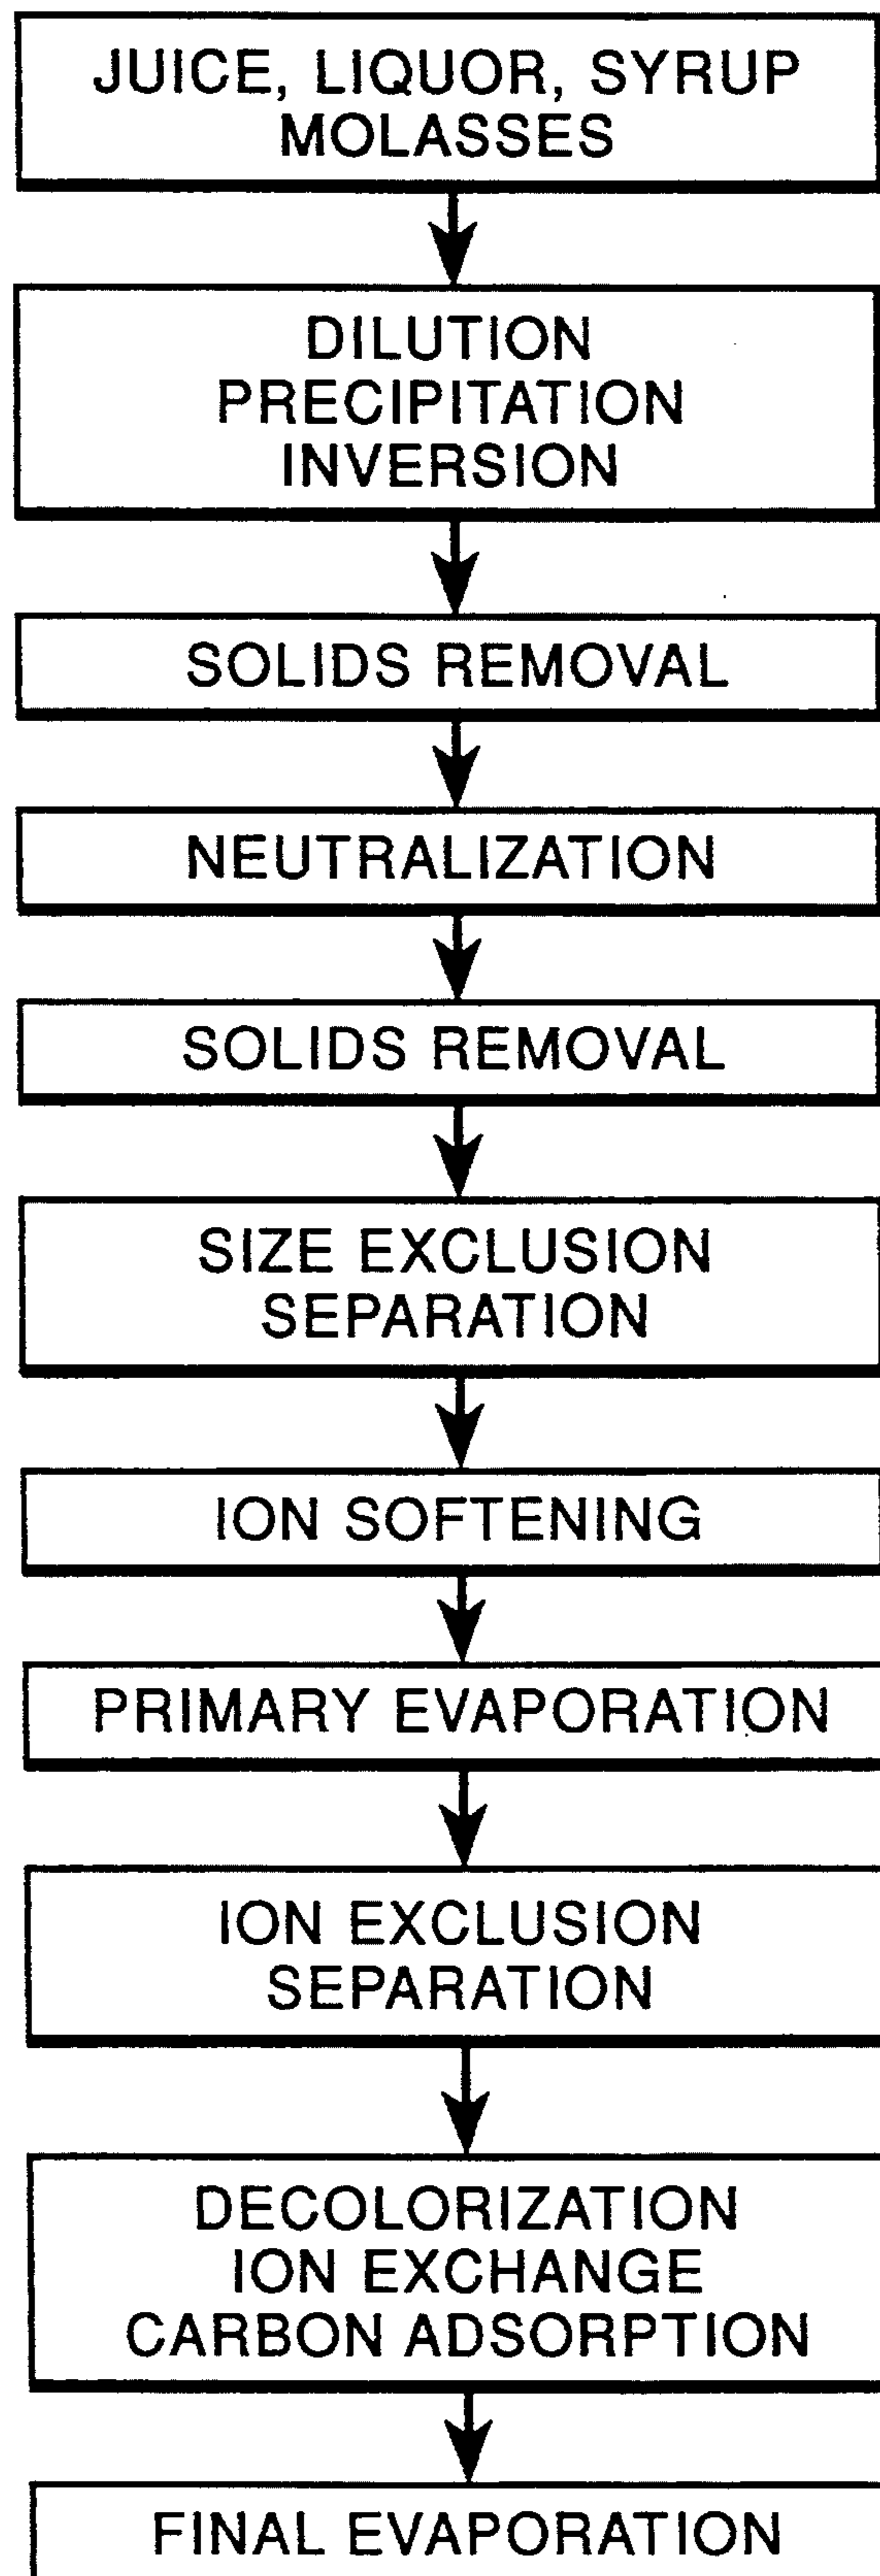 JUICE, LIQUOR, SYRUP
MOLASSES
DILUTION
PRECIPITATION
INVERSION
SOLIDS REMOVAL
NEUTRALIZATION
SOLIDS REMOVAL
SIZE EXCLUSION
SEPARATION
ION SOFTENING
PRIMARY EVAPORATION
ION EXCLUSION
SEPARATION
DECOLORIZATION
ION EXCHANGE
CARBON ADSORPTION
FINAL EVAPORATION